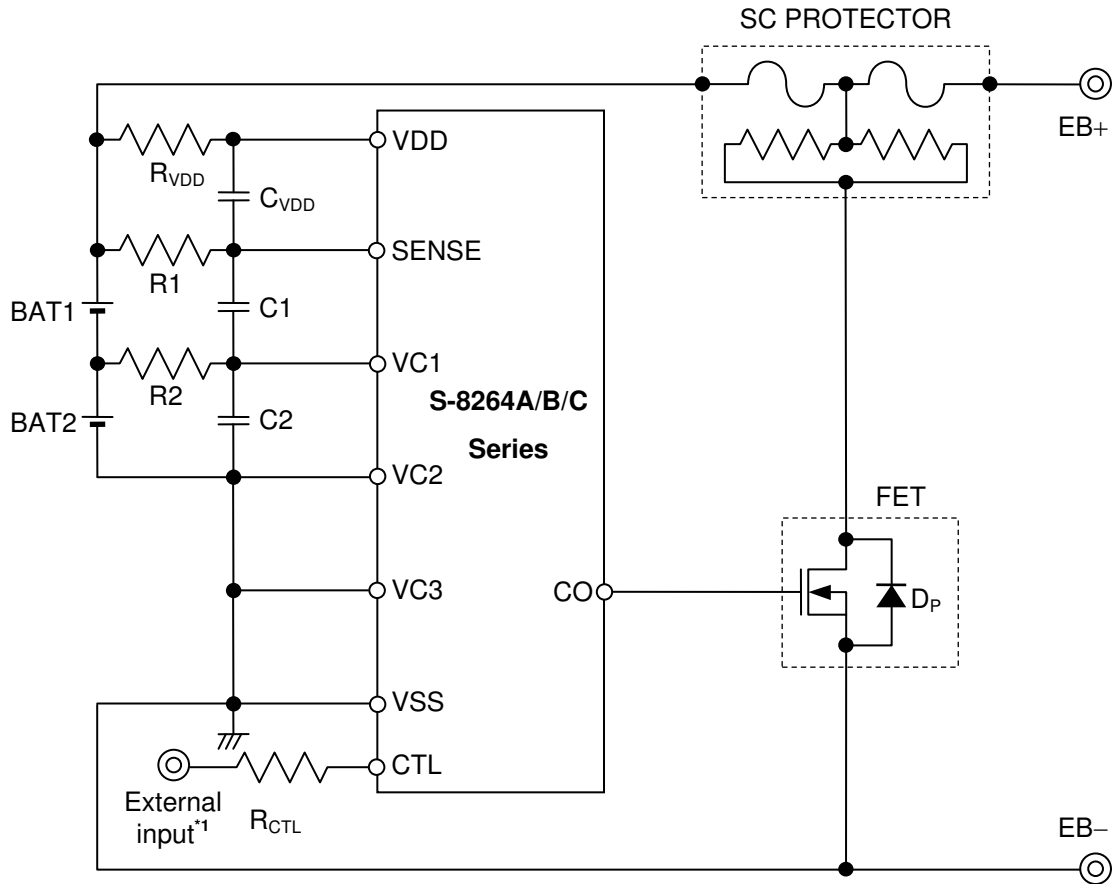 SC PROTECTOR
EB+
VDD
RVDD
CVDD
SENSE
R1
BAT1
C1
VC1
R2
S-8264A/B/C
Series
BAT2
C2
VC2
FET
VC3
CO
DP
VSS
CTL
External
input*1
RCTL
EB−